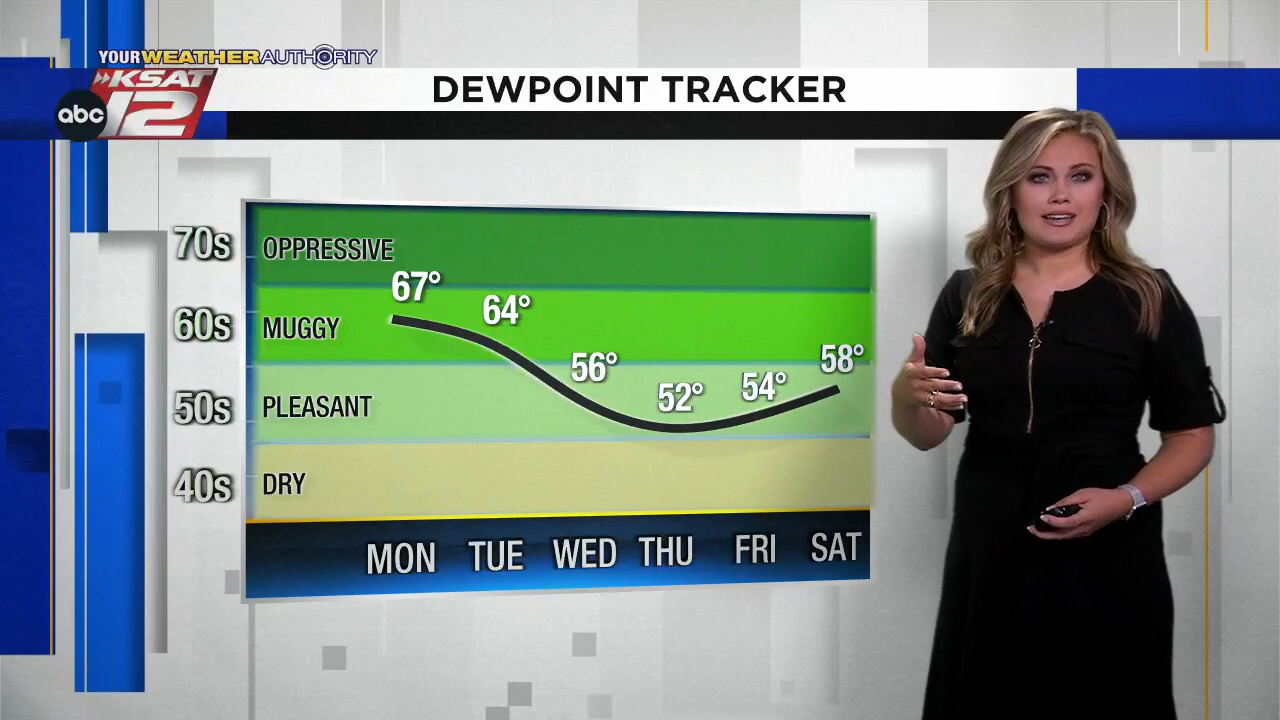 YOUR WEATHER AUTHORITY
KSAT
abc 12
DEWPOINT TRACKER
70s OPPRESSIVE
67°
64°
60s MUGGY
58°
56°
54°
52°
50s PLEASANT
40s DRY
MON TUE WED THU FRI SAT